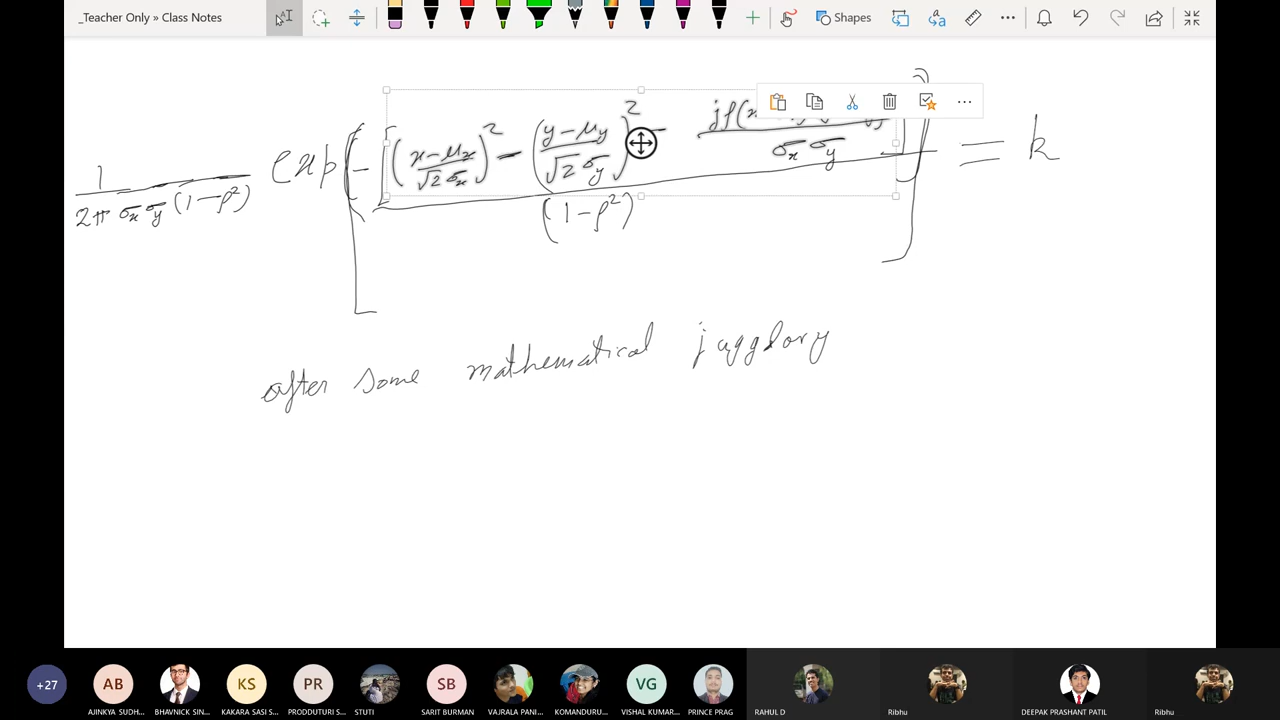 _Teacher Only » Class Notes
Shapes
1 / 2π σx σy (1-ρ²) exp [ - [ ( x-μx / √2 σx )² - ( y-μy / √2 σy )² - / σx σy ] / (1-ρ²) ] = k
after some mathematical jugglory
+27
AB
KS
PR
SB
VG
AJINKYA SUDH...
BHAVNICK SIN...
KAKARA SASI S...
PRODDUTURI S...
STUTI
SARIT BURMAN
VAJRALA PANI...
KOMANDURU...
VISHAL KUMAR...
PRINCE PRAG
RAHUL D
Ribhu
DEEPAK PRASHANT PATIL
Ribhu